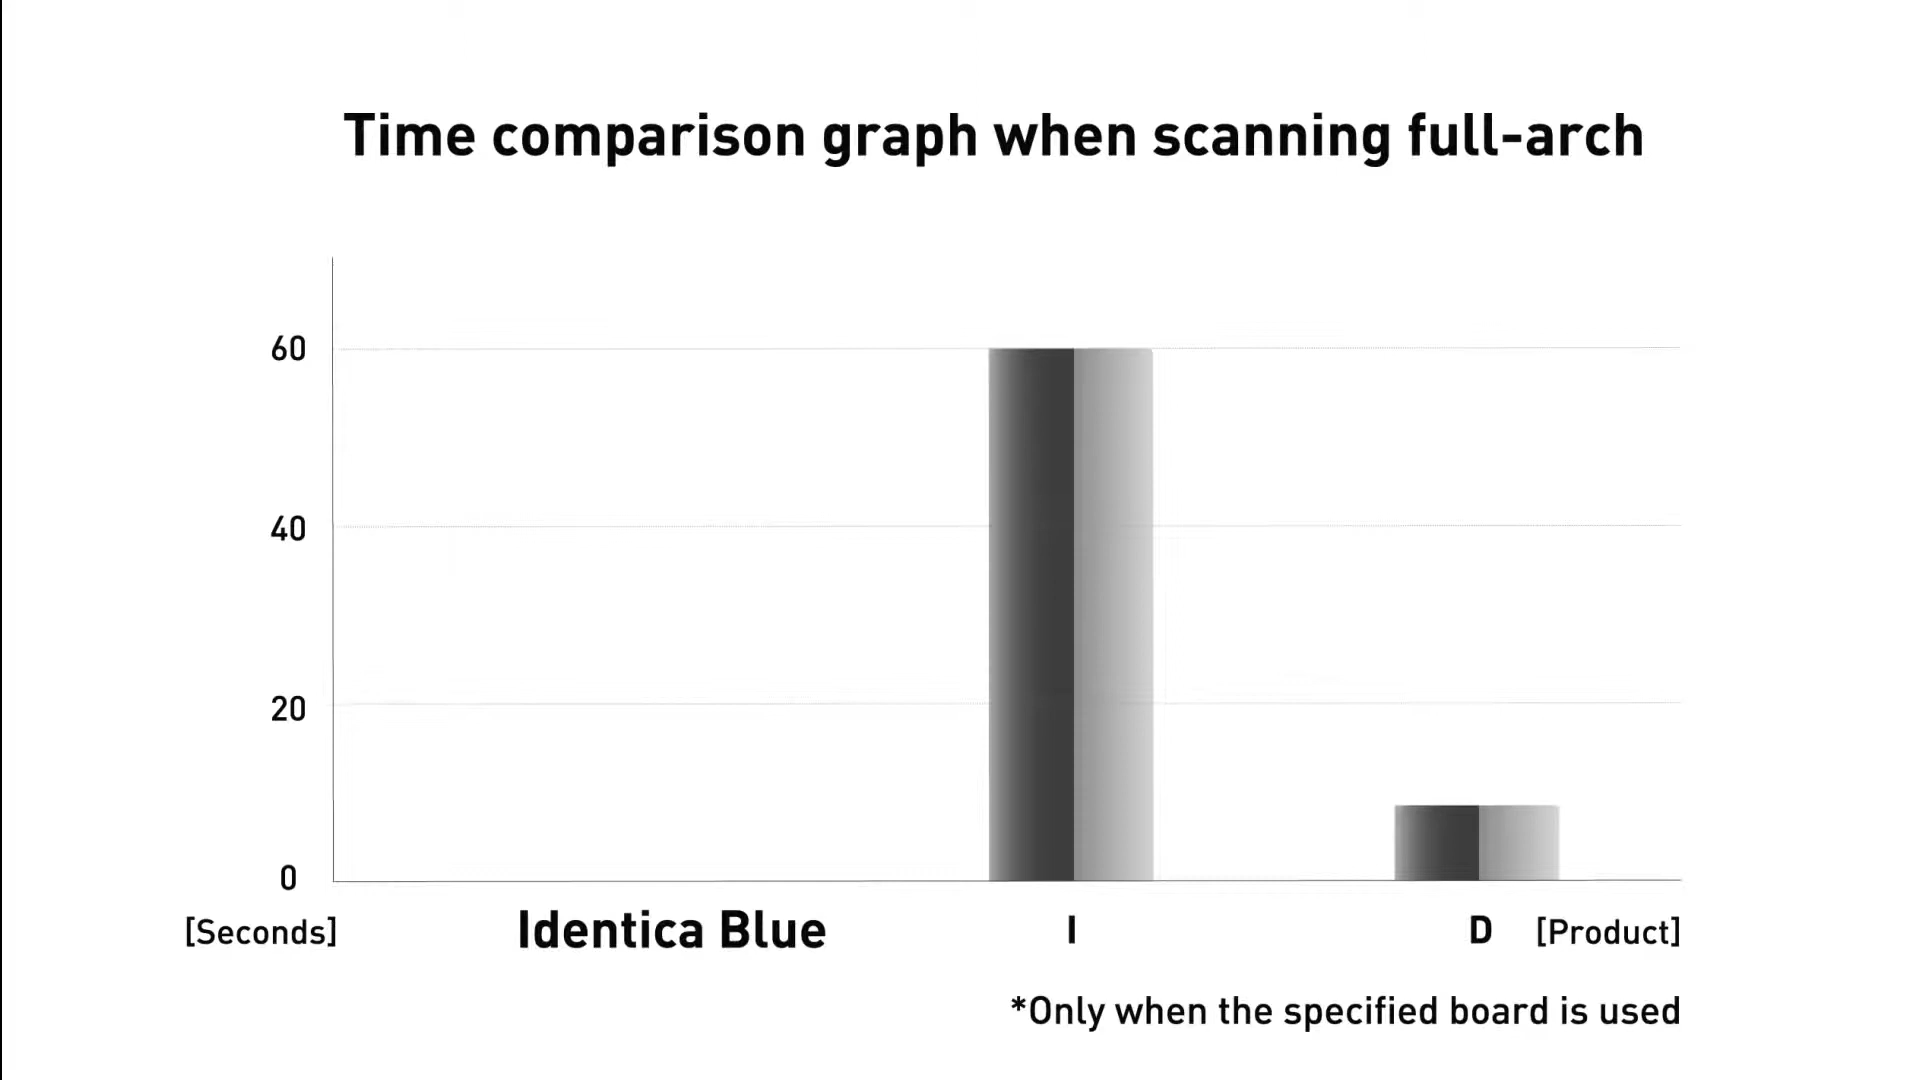 Time comparison graph when scanning full-arch
60
40
20
0
[Seconds] Identica Blue I D [Product]
*Only when the specified board is used